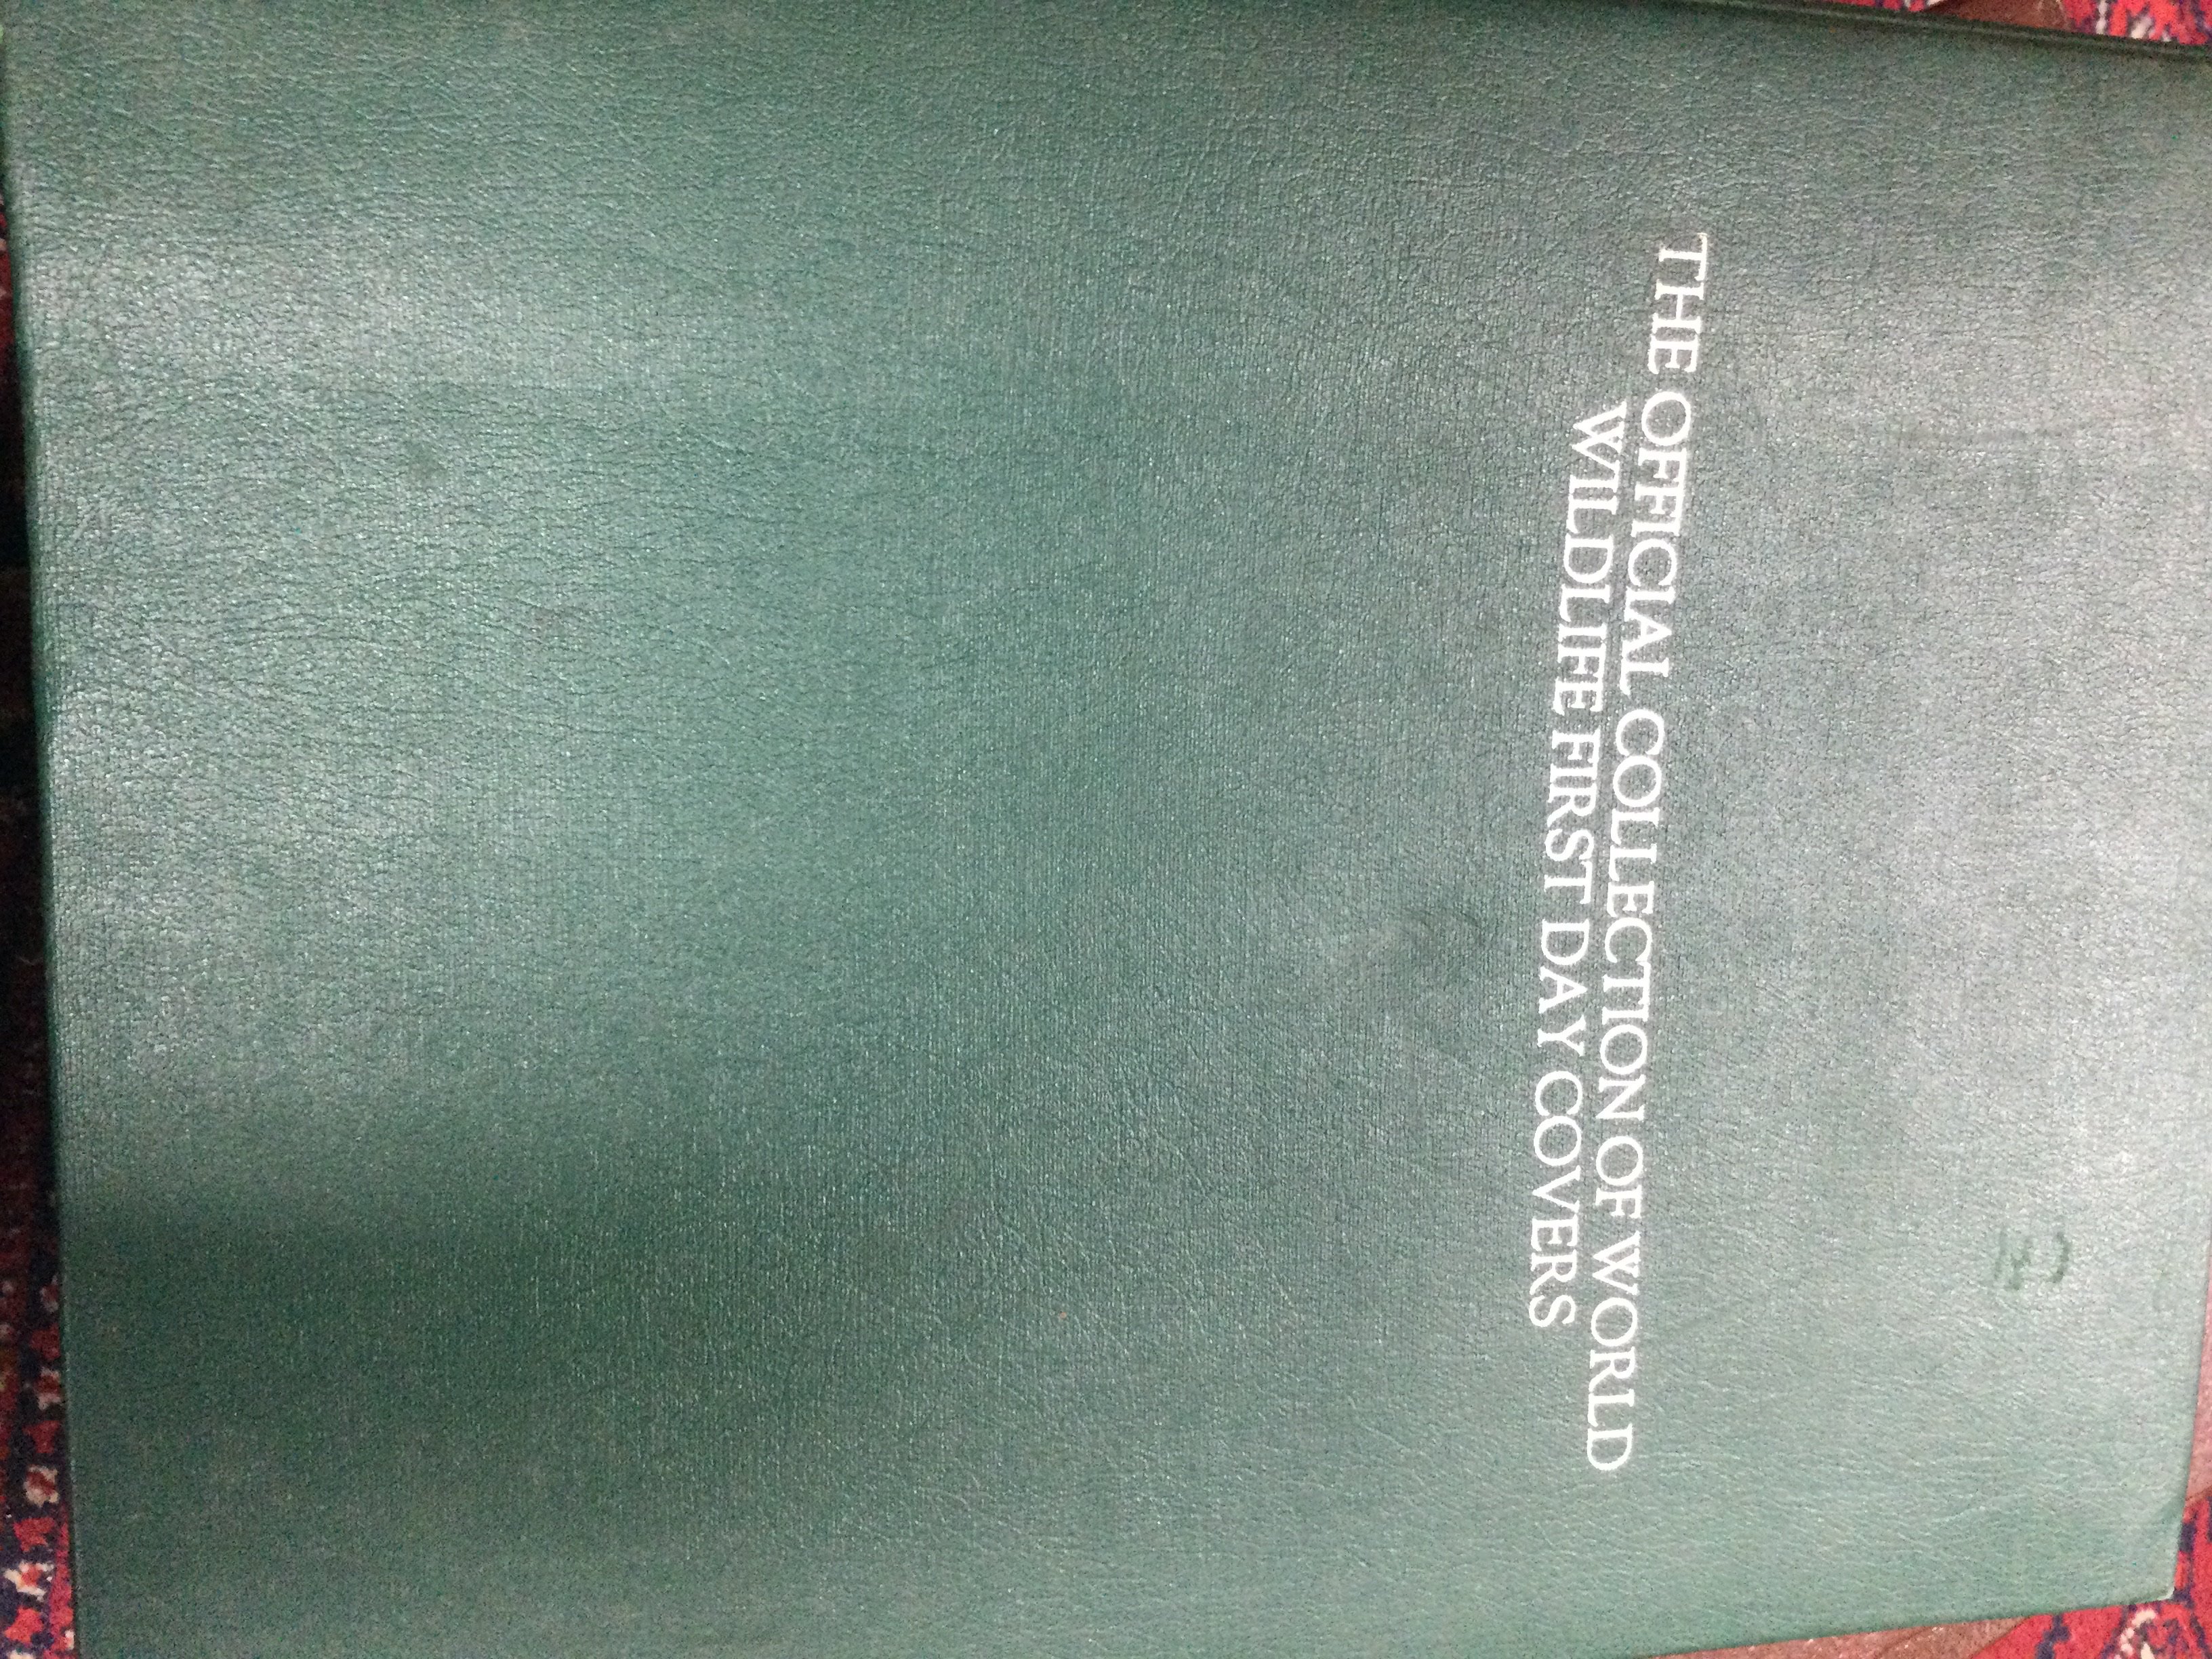 THE OFFICIAL COLLECTION OF WORLD
WILDLIFE FIRST DAY COVERS